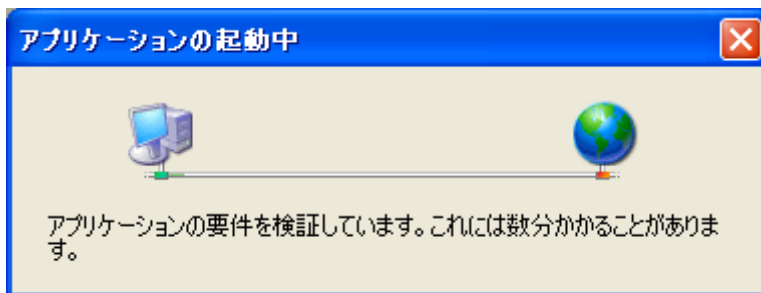 アプリケーションの起動中
アプリケーションの要件を検証しています。これには数分かかることがありま
す。